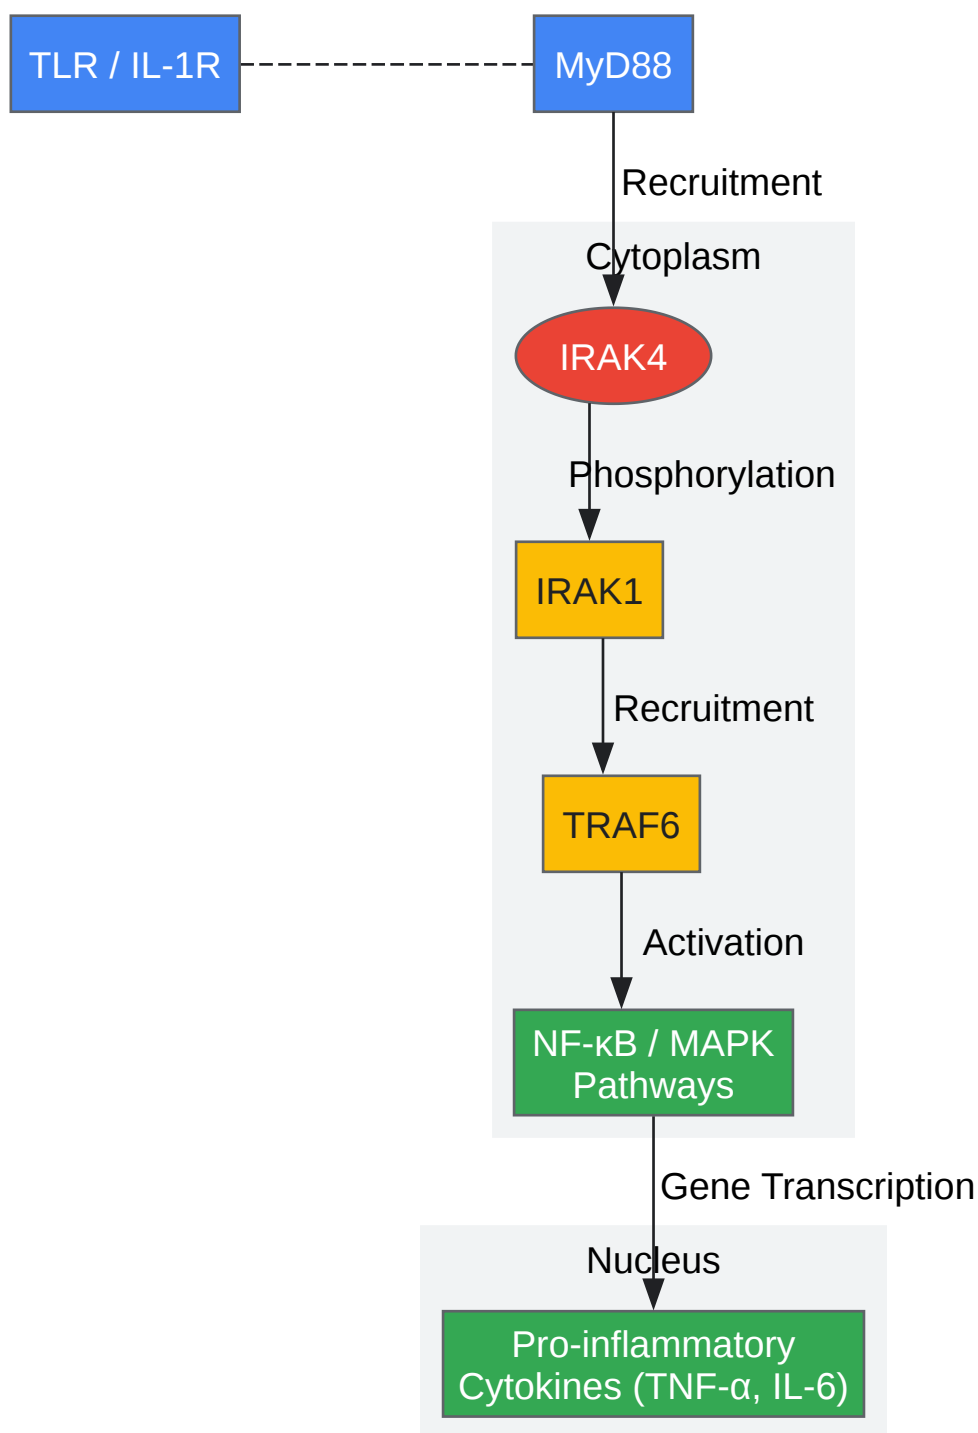 TLR / IL-1R
MyD88
Recruitment
Cytoplasm
IRAK4
Phosphorylation
IRAK1
Recruitment
TRAF6
Activation
NF-κB / MAPK
Pathways
Gene Transcription
Nucleus
Pro-inflammatory
Cytokines (TNF-α, IL-6)